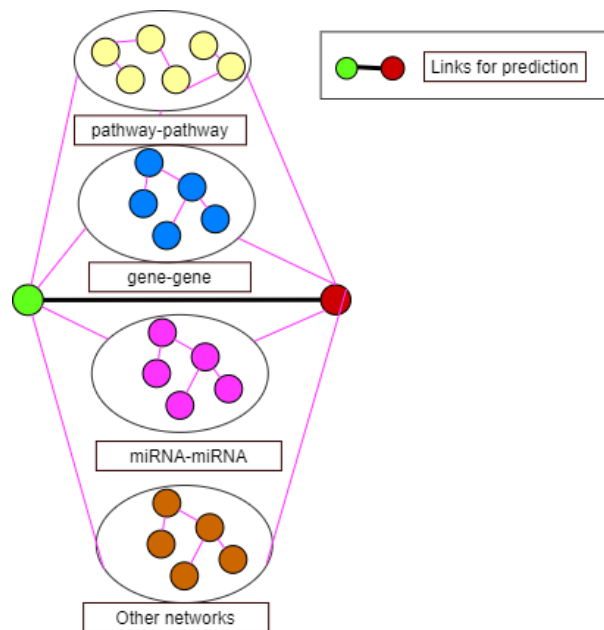 Links for prediction
pathway-pathway
gene-gene
miRNA-miRNA
Other networks